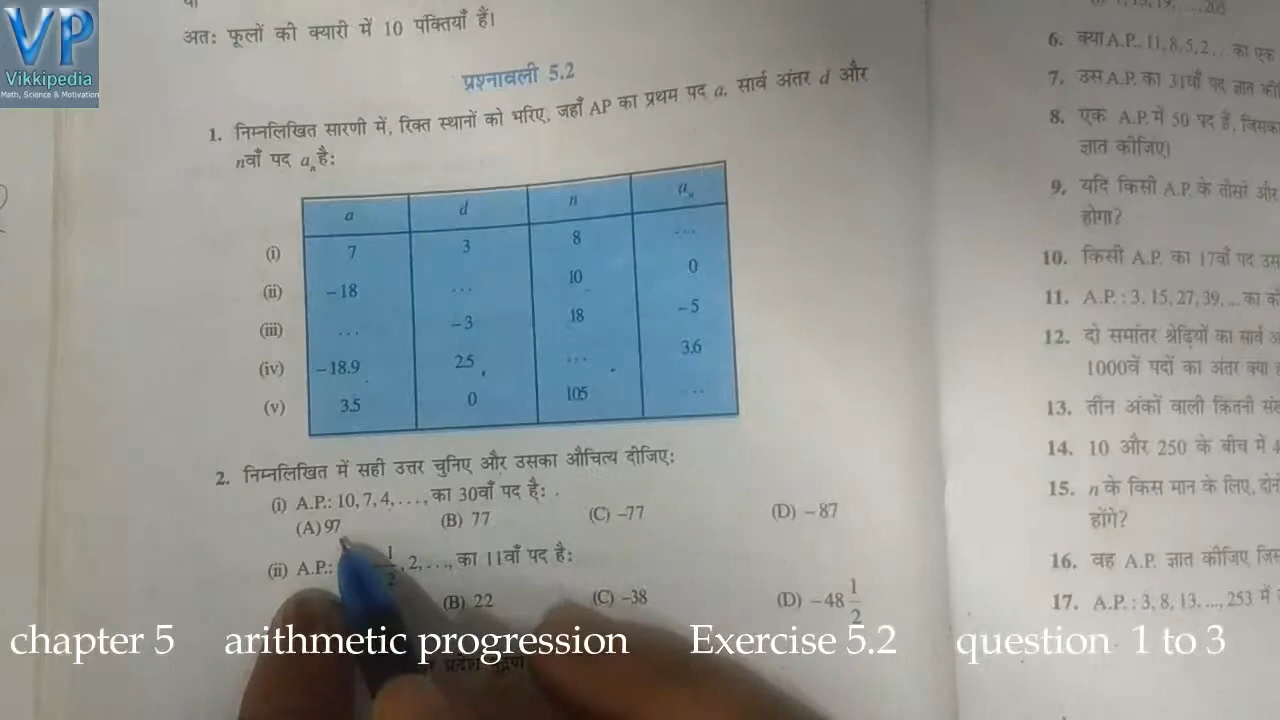 VP
Vikkipedia
Math, Science & Motivation
अत: फूलों की क्यारी में 10 पंक्तियाँ हैं।
प्रश्नावली 5.2
1. निम्नलिखित सारणी में, रिक्त स्थानों को भरिए, जहाँ AP का प्रथम पद a, सार्व अंतर d और
nवाँ पद aₙ है:
a d n aₙ
(i) 7 3 8 ...
(ii) -18 ... 10 0
(iii) ... -3 18 -5
(iv) -18.9 2.5 ... 3.6
(v) 3.5 0 105 ...
2. निम्नलिखित में सही उत्तर चुनिए और उसका औचित्य दीजिए:
(i) A.P.: 10, 7, 4, ..., का 30वाँ पद है:
(A) 97 (B) 77 (C) -77 (D) -87
(ii) A.P.: 1/2, 2, ..., का 11वाँ पद है:
(B) 22 (C) -38 (D) -48 1/2
6. क्या A.P., 11, 8, 5, 2... का एक
7. उस A.P. का 31वाँ पद ज्ञात
8. एक A.P. में 50 पद हैं,
ज्ञात कीजिए।
9. यदि किसी A.P. के तीसरे और
होगा?
10. किसी A.P. का 17वाँ पद
11. A.P. : 3, 15, 27, 39, ... का
12. दो समांतर श्रेढ़ियों का सार्व
1000वें पदों का अंतर क्या
13. तीन अंकों वाली कितनी
14. 10 और 250 के बीच में
15. n के किस मान के लिए,
होंगे?
16. वह A.P. ज्ञात कीजिए
17. A.P. : 3, 8, 13, ..., 253 में
chapter 5 arithmetic progression Exercise 5.2 question 1 to 3